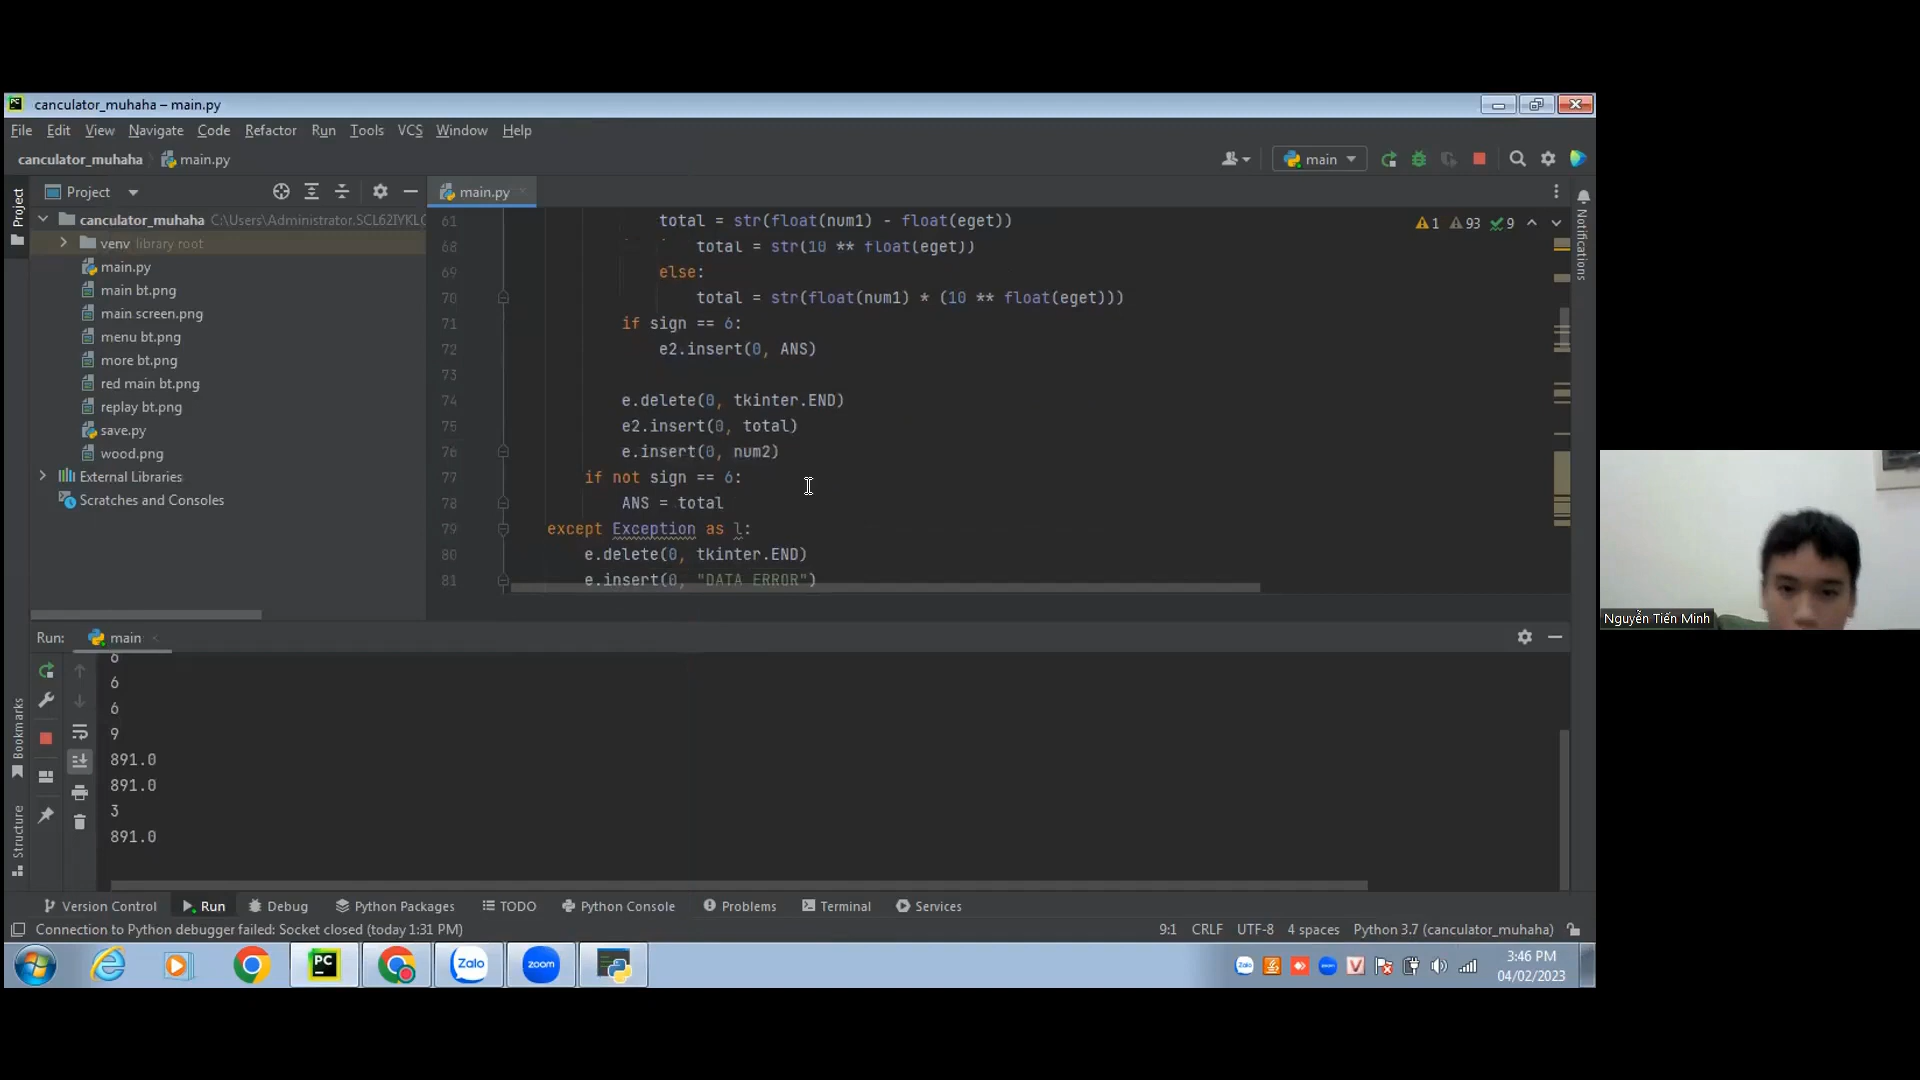 canculator_muhaha – main.py
File Edit View Navigate Code Refactor Run Tools VCS Window Help
canculator_muhaha main.py
main
Project
Project
main.py
canculator_muhaha C:\Users\Administrator.SCL62IYKLC
venv library root
main.py
main bt.png
main screen.png
menu bt.png
more bt.png
red main bt.png
replay bt.png
save.py
wood.png
External Libraries
Scratches and Consoles
1 93 9
Notifications
61 total = str(float(num1) - float(eget))
68 total = str(10 ** float(eget))
69 else:
70 total = str(float(num1) * (10 ** float(eget)))
71 if sign == 6:
72 e2.insert(0, ANS)
73
74 e.delete(0, tkinter.END)
75 e2.insert(0, total)
76 e.insert(0, num2)
77 if not sign == 6:
78 ANS = total
79 except Exception as l:
80 e.delete(0, tkinter.END)
81 e.insert(0, "DATA ERROR")
Nguyễn Tiến Minh
Run: main
6
6
6
9
891.0
891.0
3
891.0
Bookmarks
Structure
Version Control Run Debug Python Packages TODO Python Console Problems Terminal Services
Connection to Python debugger failed: Socket closed (today 1:31 PM)
9:1 CRLF UTF-8 4 spaces Python 3.7 (canculator_muhaha)
PC
Zalo
zoom
3:46 PM
04/02/2023